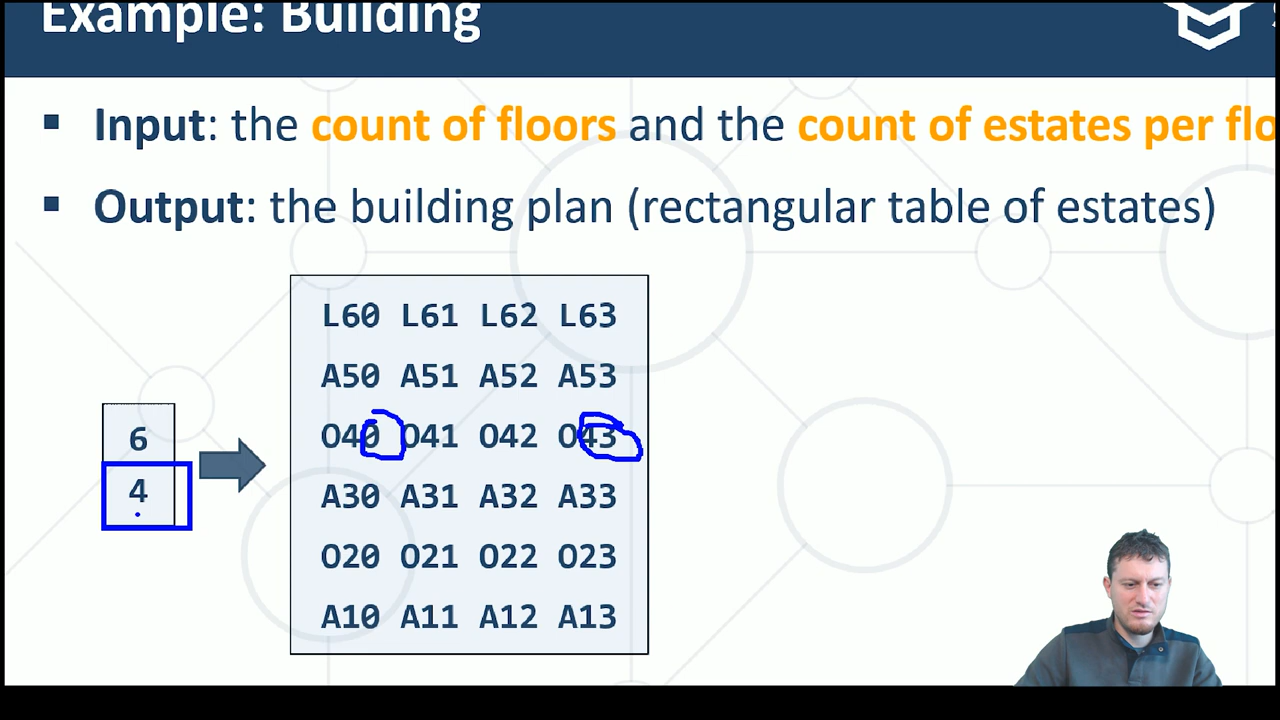 Example: Building
Input: the count of floors and the count of estates per flo
Output: the building plan (rectangular table of estates)
6
4
L60 L61 L62 L63
A50 A51 A52 A53
O40 O41 O42 O43
A30 A31 A32 A33
O20 O21 O22 O23
A10 A11 A12 A13